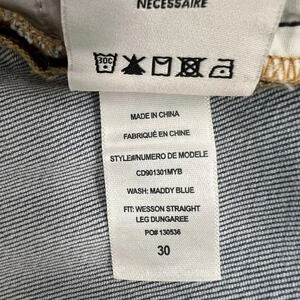 NÉCESSAIRE
30C
MADE IN CHINA
FABRIQUÉ EN CHINE
STYLE#/NUMERO DE MODELE
CD901301MYB
WASH: MADDY BLUE
FIT: WESSON STRAIGHT
LEG DUNGAREE
PO# 130536
30